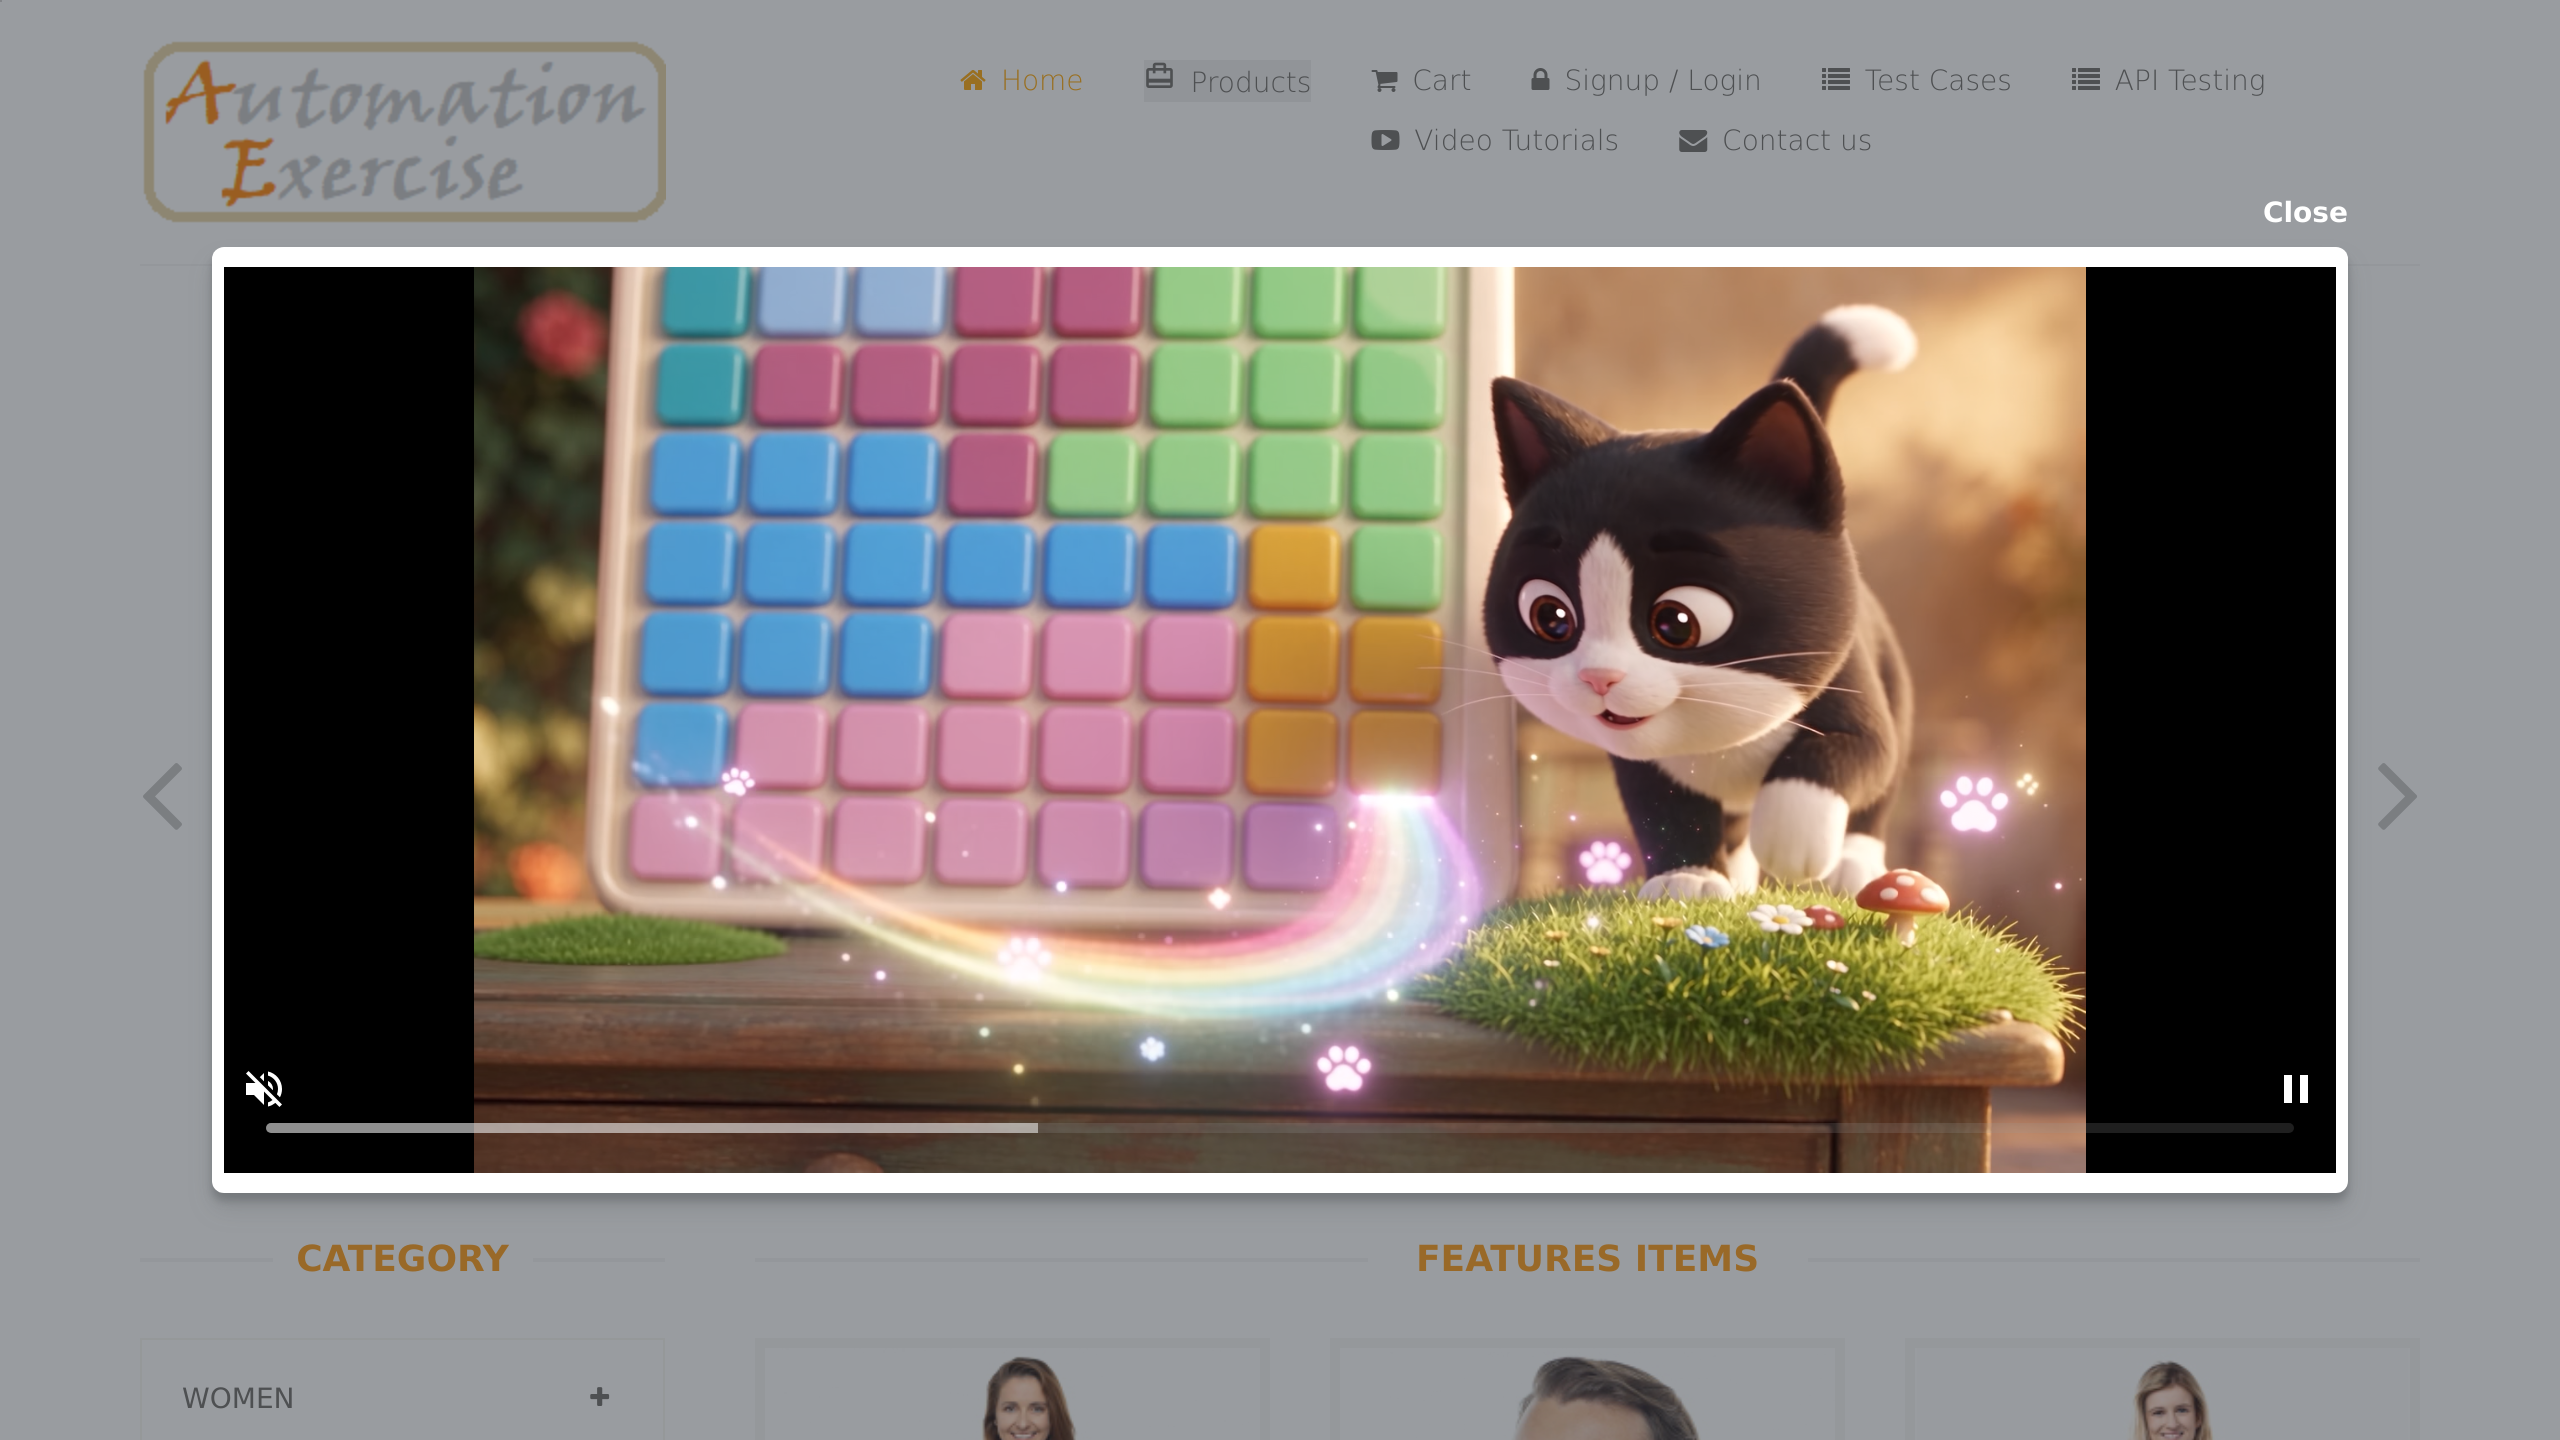 Automation
Exercise
Home
Products
Cart
Signup / Login
Test Cases
API Testing
Video Tutorials
Contact us
Close
CATEGORY
FEATURES ITEMS
WOMEN